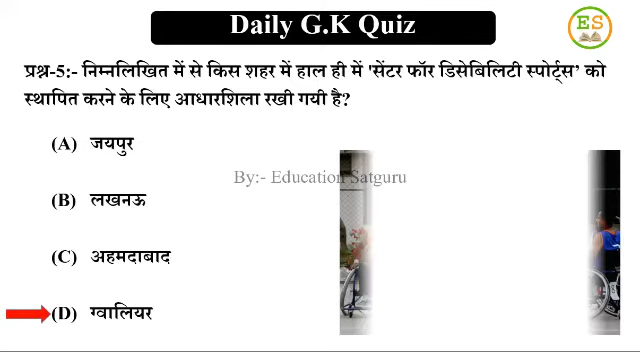 Daily G.K Quiz
ES
प्रश्न-5:- निम्नलिखित में से किस शहर में हाल ही में 'सेंटर फॉर डिसेबिलिटी स्पोर्ट्स’ को
स्थापित करने के लिए आधारशिला रखी गयी है?
(A) जयपुर
By:- Education Satguru
(B) लखनऊ
(C) अहमदाबाद
(D) ग्वालियर